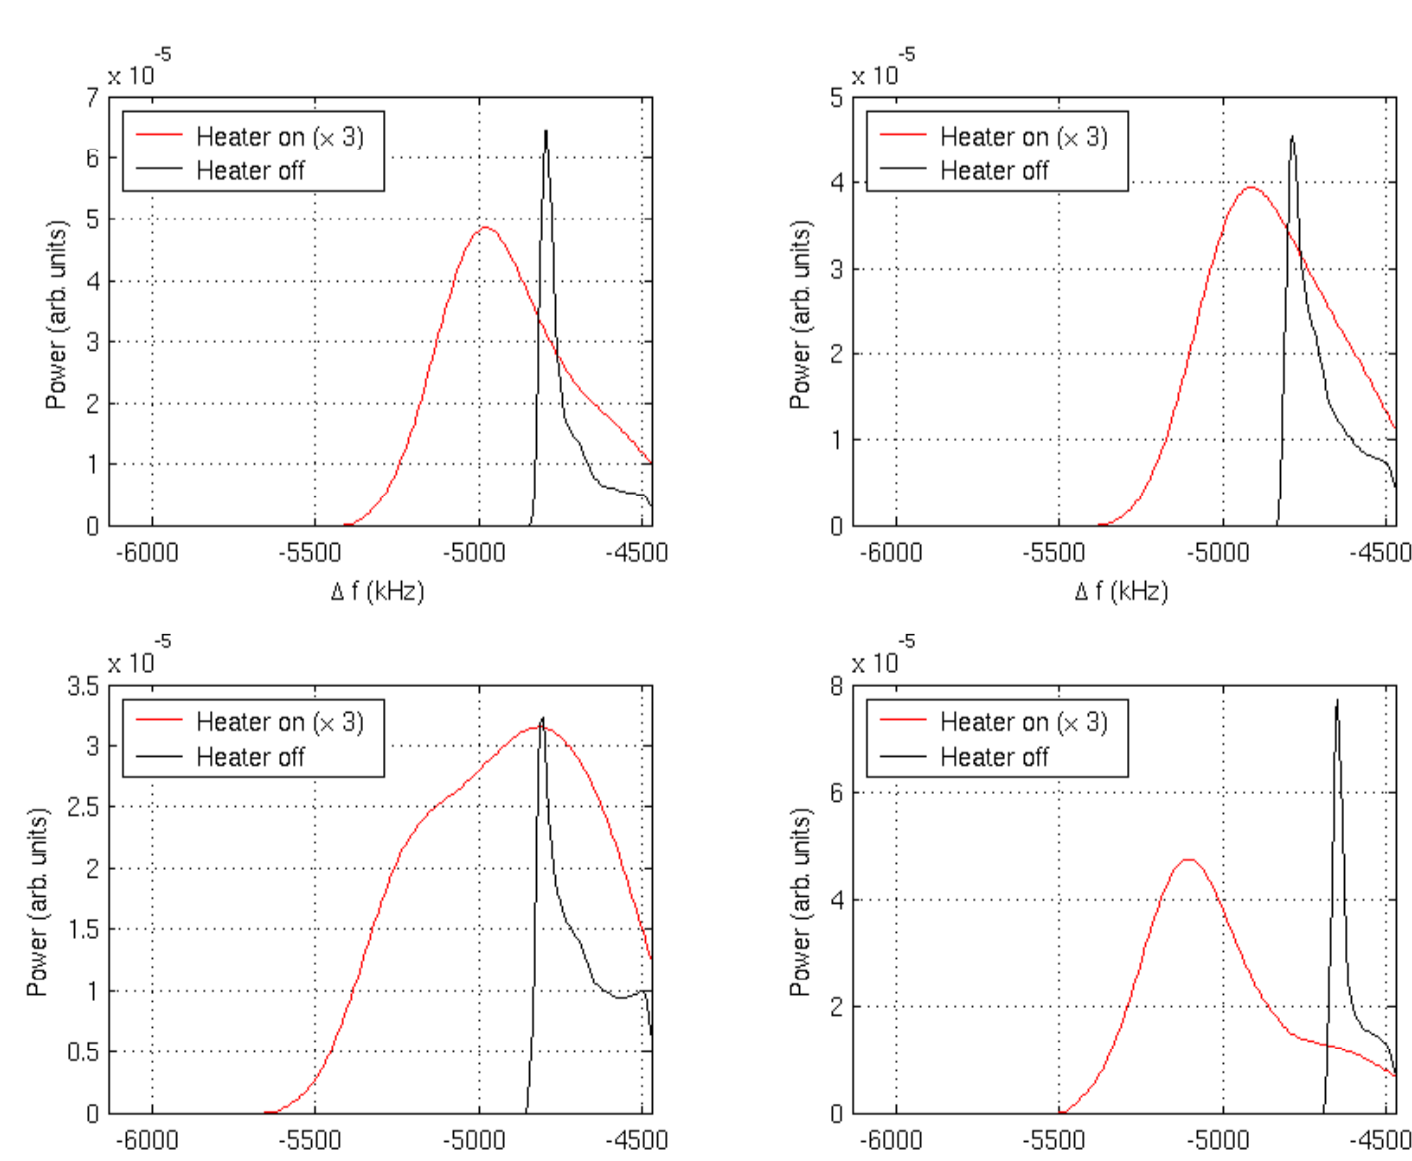 x 10^-5
7
6
5
4
3
2
1
0
Power (arb. units)
Heater on (× 3)
Heater off
-6000 -5500 -5000 -4500
Δ f (kHz)
x 10^-5
5
4
3
2
1
0
Power (arb. units)
Heater on (× 3)
Heater off
-6000 -5500 -5000 -4500
Δ f (kHz)
x 10^-5
3.5
3
2.5
2
1.5
1
0.5
0
Power (arb. units)
Heater on (× 3)
Heater off
-6000 -5500 -5000 -4500
x 10^-5
8
6
4
2
0
Power (arb. units)
Heater on (× 3)
Heater off
-6000 -5500 -5000 -4500